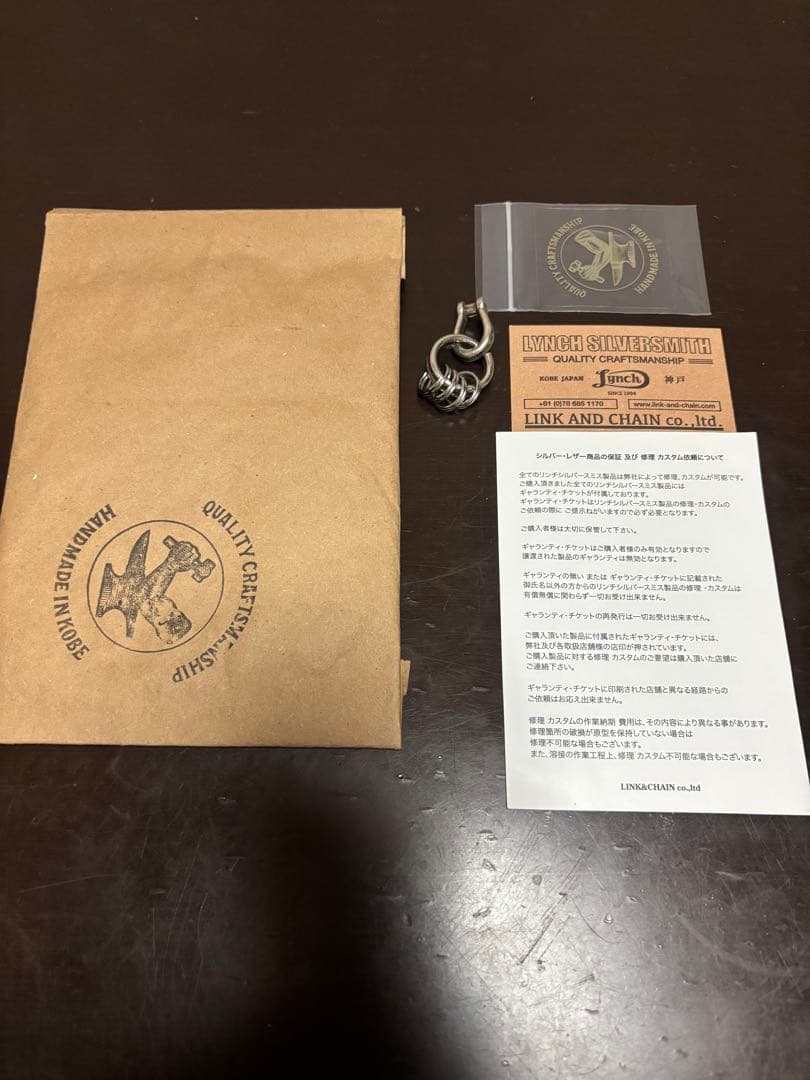 QUALITY CRAFTSMANSHIP
HANDMADE IN KOBE
QUALITY CRAFTSMANSHIP
HANDMADE IN KOBE
LYNCH SILVERSMITH
QUALITY CRAFTSMANSHIP
KOBE JAPAN Lynch 神戸
SINCE 1994
+81 (0)78 685 1170 www.link-and-chain.com
LINK AND CHAIN co.,ltd.
シルバー・レザー商品の保証 及び 修理 カスタム依頼について
全てのリンチシルバースミス製品は弊社によって修理、カスタムが可能です。
ご購入頂きました全てのリンチシルバースミス製品には
ギャランティ・チケットが付属しております。
ギャランティ・チケットはリンチシルバースミス製品の修理・カスタムの
ご依頼の際に ご提示ねがいますので必ず必要となります。
ご購入者様は大切に保管して下さい。
ギャランティ・チケットはご購入者様のみ有効となりますので
譲渡された製品のギャランティは無効となります。
ギャランティの無い または ギャランティ・チケットに記載された
御氏名以外の方からのリンチシルバースミス製品の修理・カスタムは
有償無償に関わらず一切お受け出来ません。
ギャランティ・チケットの再発行は一切お受け出来ません。
ご購入頂いた製品に付属されたギャランティ・チケットには、
弊社及び各取扱店舗様の店印が押されています。
ご購入製品に対する修理 カスタムのご要望は購入頂いた店舗に
ご連絡下さい。
ギャランティ・チケットに印刷された店舗と異なる経路からの
ご依頼はお応え出来ません。
修理 カスタムの作業納期 費用は、その内容により異なる事があります。
修理箇所の破損が原型を保持していない場合は
修理不可能な場合もございます。
また、溶接の作業工程上、修理 カスタム不可能な場合もございます。
LINK&CHAIN co.,ltd